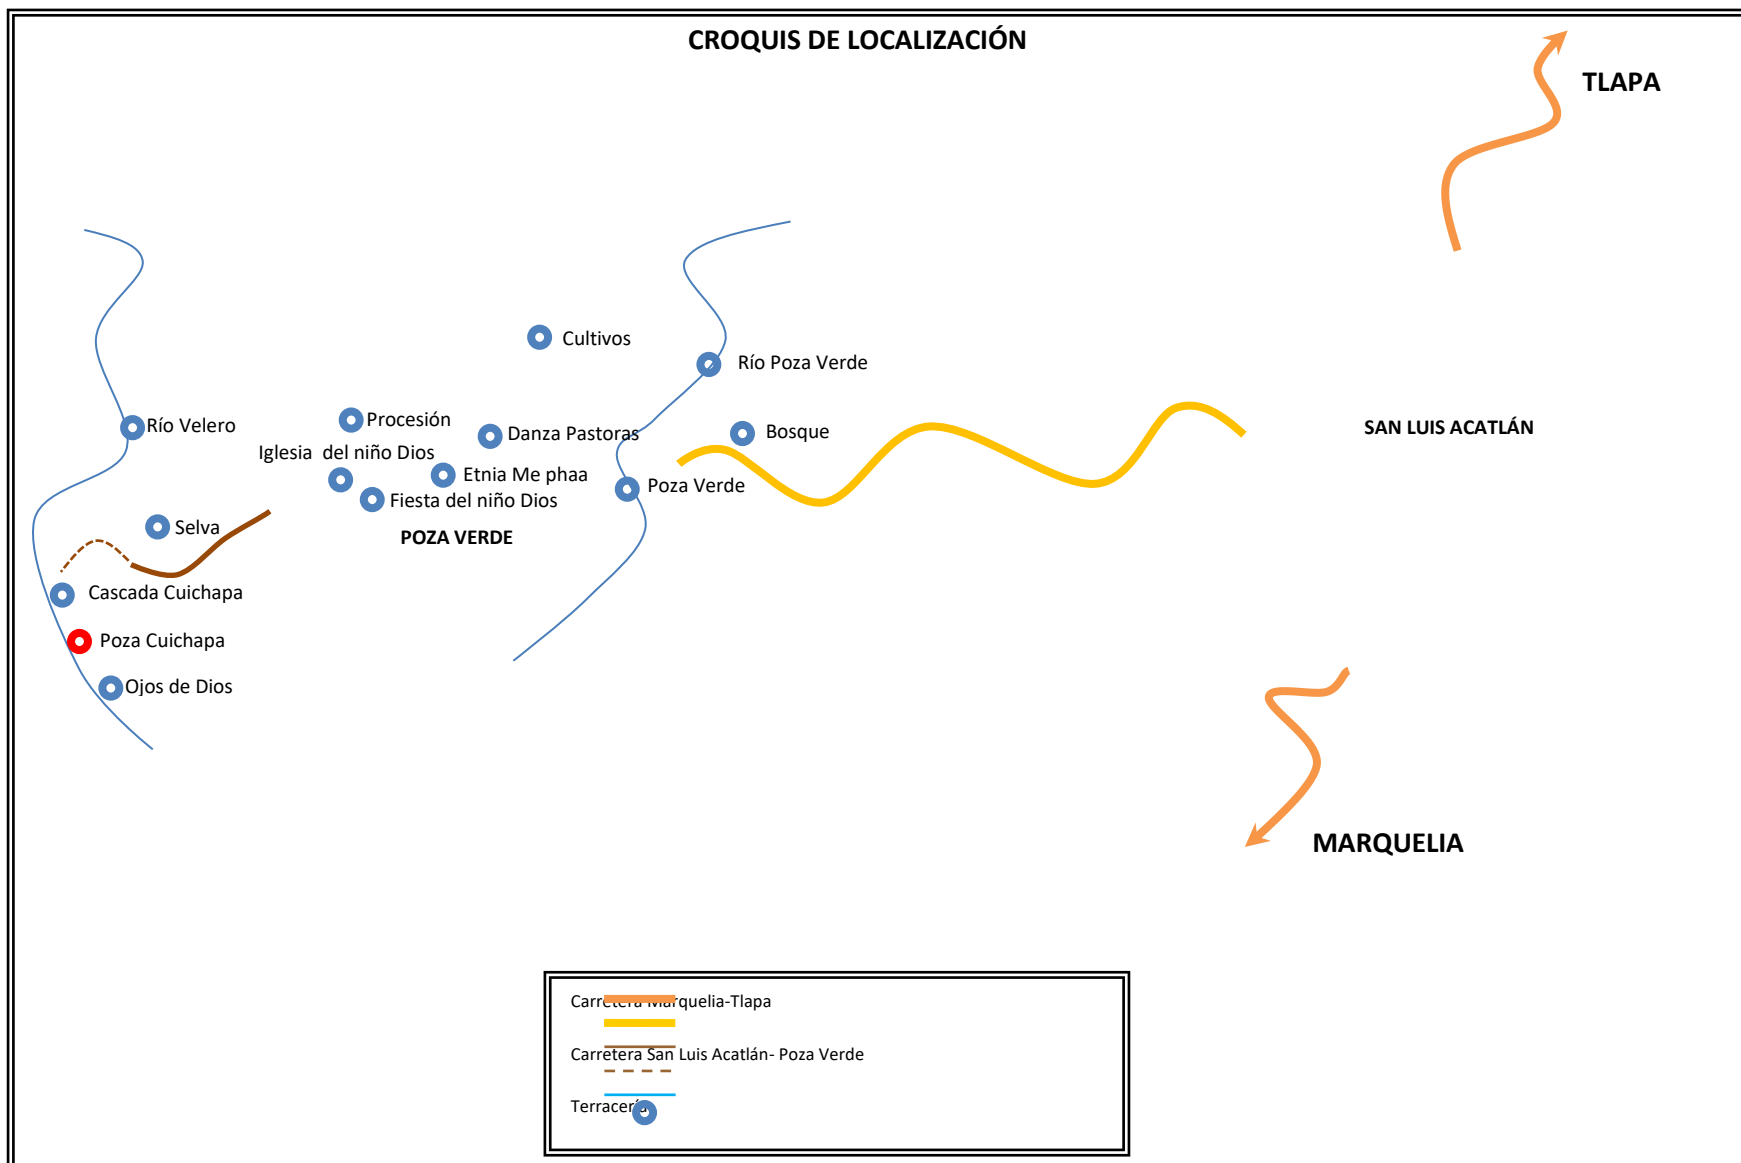 CROQUIS DE LOCALIZACIÓN
TLAPA
Cultivos
Río Poza Verde
Río Velero
Procesión
Danza Pastoras
Bosque
SAN LUIS ACATLÁN
Iglesia del niño Dios
Etnia Me phaa
Poza Verde
Fiesta del niño Dios
Selva
POZA VERDE
Cascada Cuichapa
Poza Cuichapa
Ojos de Dios
MARQUELIA
Carretera Marquelia-Tlapa
Carretera San Luis Acatlán- Poza Verde
Terracería